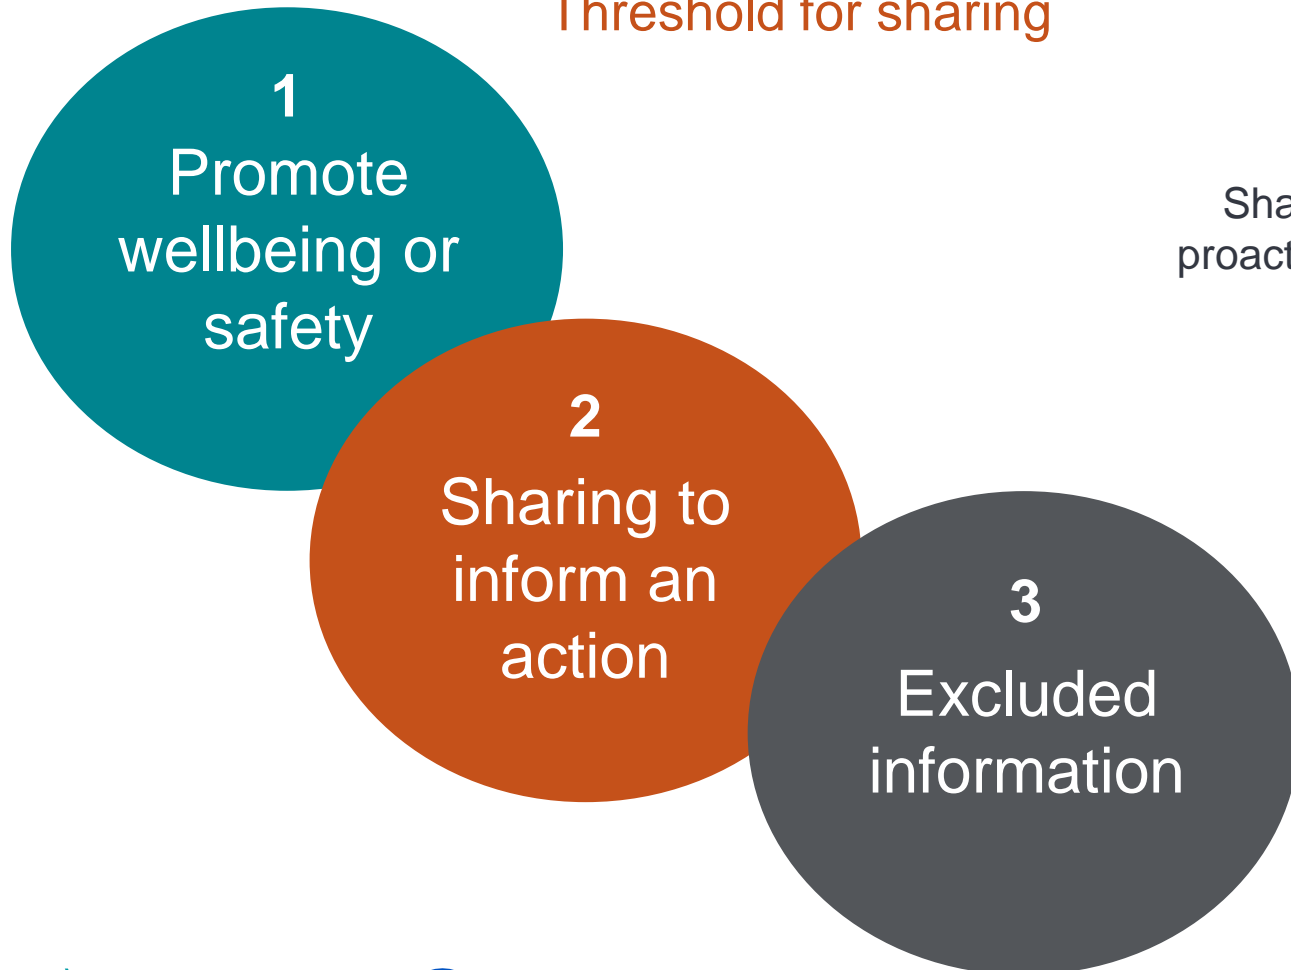 Threshold for sharing
1
Promote
wellbeing or
safety
2
Sharing to
inform an
action
3
Excluded
information